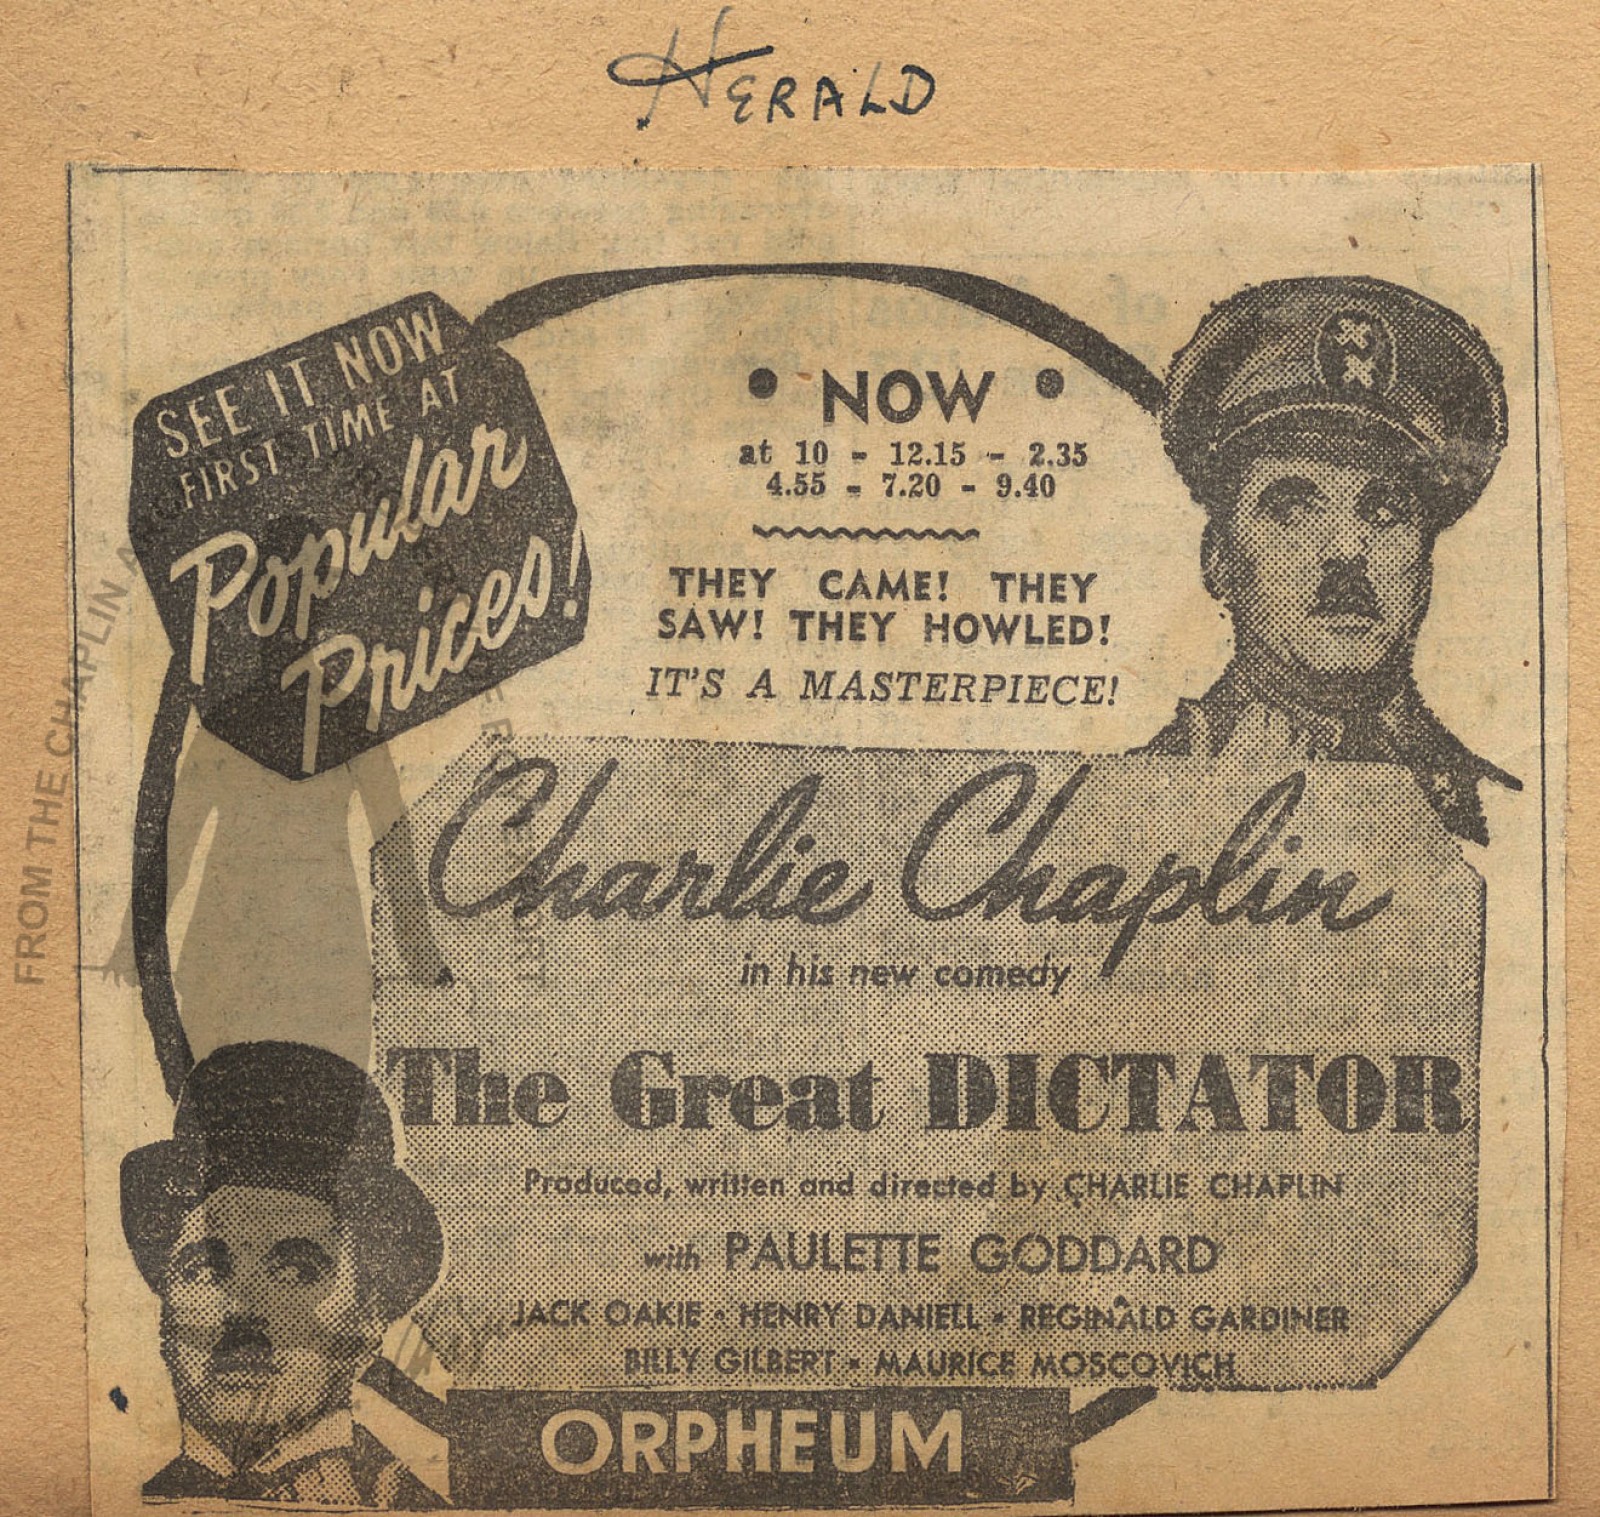 HERALD
SEE IT NOW
FIRST TIME AT
Popular
Prices!
• NOW •
at 10 - 12.15 - 2.35
4.55 - 7.20 - 9.40
THEY CAME! THEY
SAW! THEY HOWLED!
IT'S A MASTERPIECE!
Charlie Chaplin
in his new comedy
The Great DICTATOR
Produced, written and directed by CHARLIE CHAPLIN
with PAULETTE GODDARD
JACK OAKIE • HENRY DANIELL • REGINALD GARDINER
BILLY GILBERT • MAURICE MOSCOVICH
ORPHEUM
FROM THE CHAPLIN